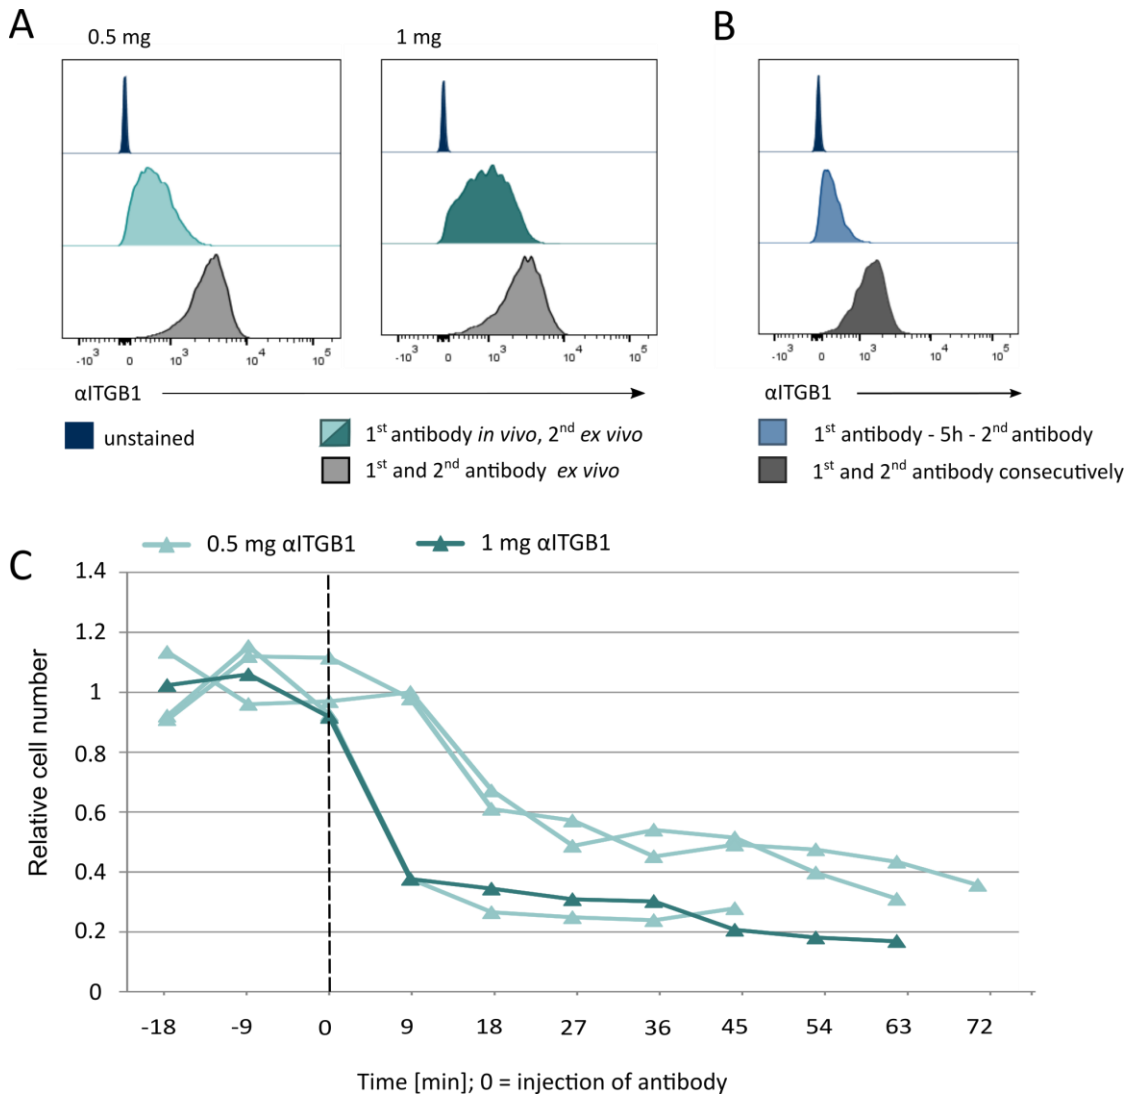 A
B
0.5 mg
1 mg
-10³ 0 10³ 10⁴ 10⁵
-10³ 0 10³ 10⁴ 10⁵
-10³ 0 10³ 10⁴ 10⁵
αITGB1
αITGB1
unstained
1st antibody in vivo, 2nd ex vivo
1st and 2nd antibody ex vivo
1st antibody - 5h - 2nd antibody
1st and 2nd antibody consecutively
C
0.5 mg αITGB1
1 mg αITGB1
Relative cell number
1.4
1.2
1
0.8
0.6
0.4
0.2
0
-18 -9 0 9 18 27 36 45 54 63 72
Time [min]; 0 = injection of antibody